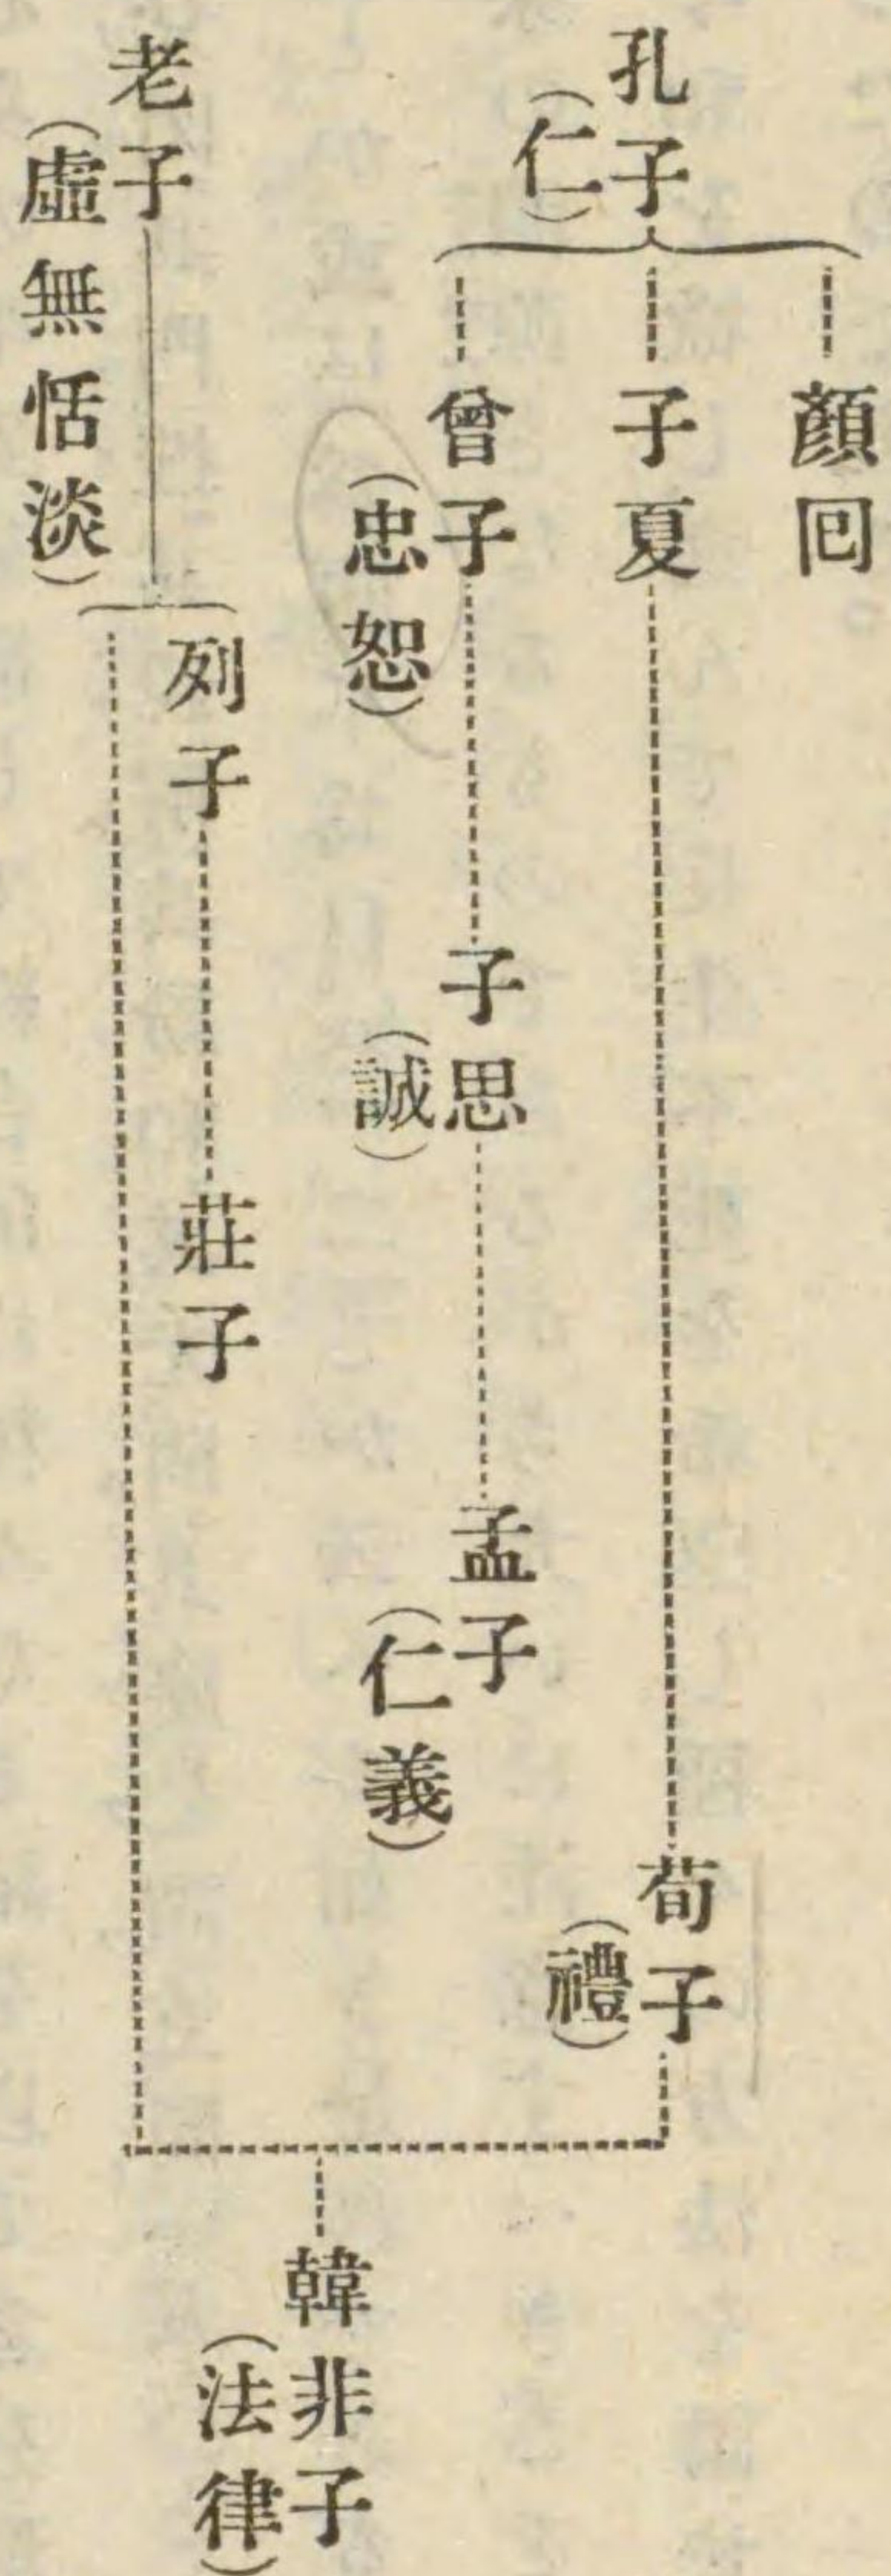 顏回
孔子
(仁)
子夏
荀子
(禮)
曾子
(忠恕)
子思
(誠)
孟子
(仁義)
老子
(虛無恬淡)
列子
莊子
韓非子
(法律)